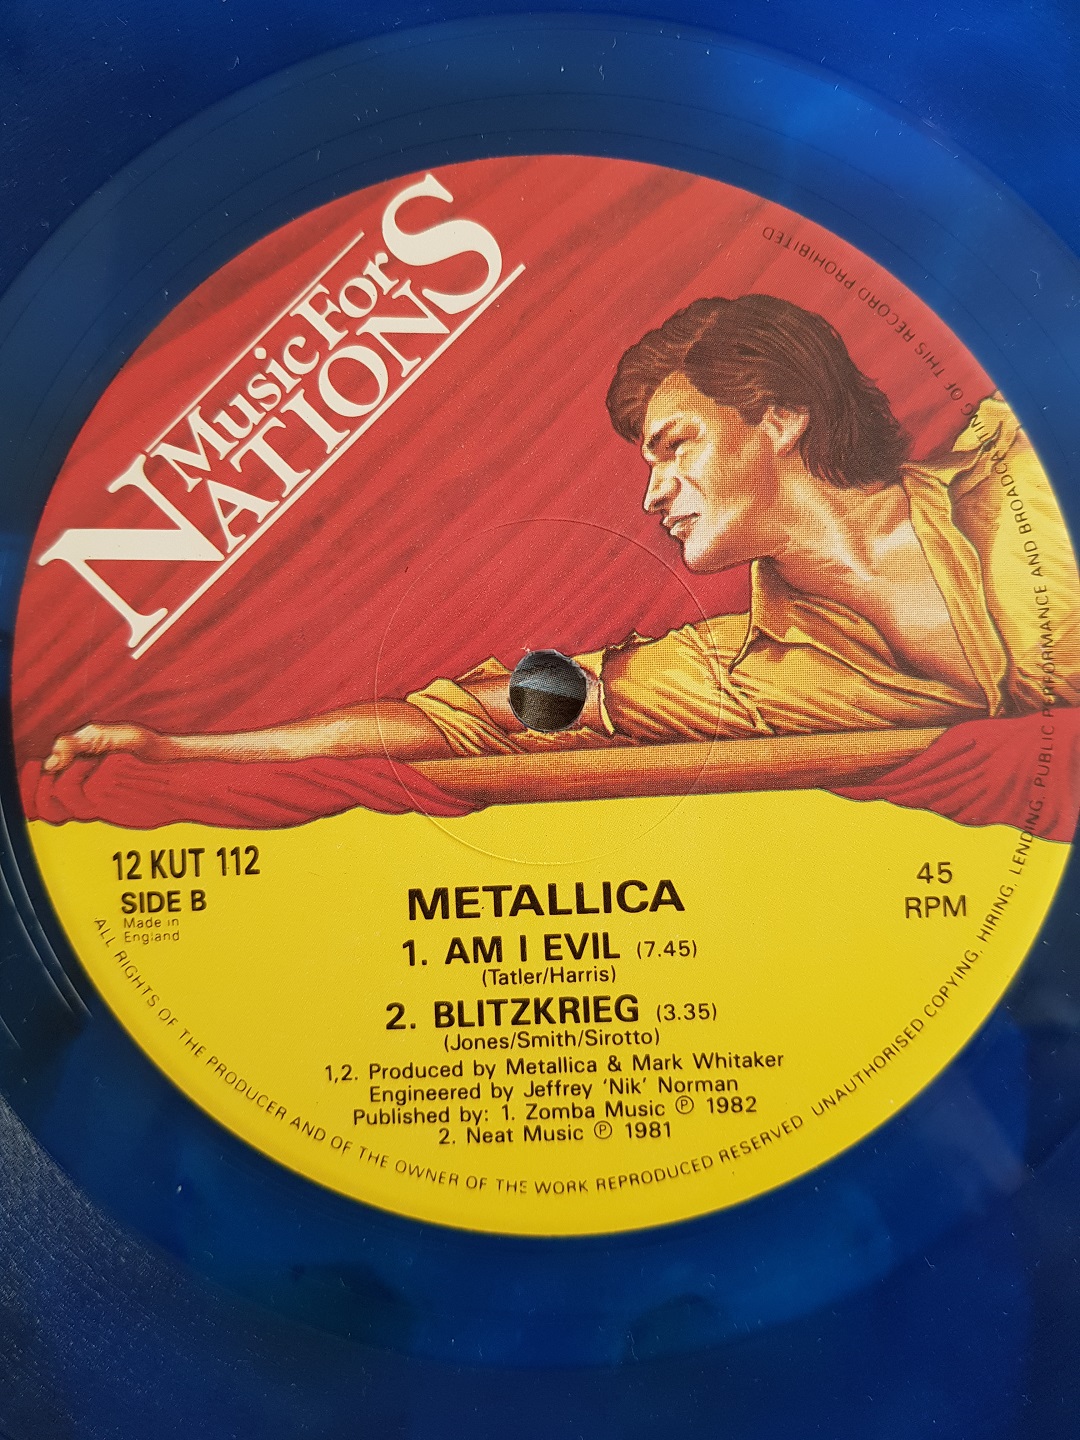 Music For
NATIONS
12 KUT 112
SIDE B
Made in
England
45
RPM
METALLICA
1. AM I EVIL (7.45)
(Tatler/Harris)
2. BLITZKRIEG (3.35)
(Jones/Smith/Sirotto)
1,2. Produced by Metallica & Mark Whitaker
Engineered by Jeffrey ‘Nik’ Norman
Published by: 1. Zomba Music ℗ 1982
2. Neat Music ℗ 1981
ALL RIGHTS OF THE PRODUCER AND OF THE OWNER OF THE WORK REPRODUCED RESERVED UNAUTHORISED COPYING, HIRING, LENDING, PUBLIC PERFORMANCE AND BROADCASTING OF THIS RECORD PROHIBITED